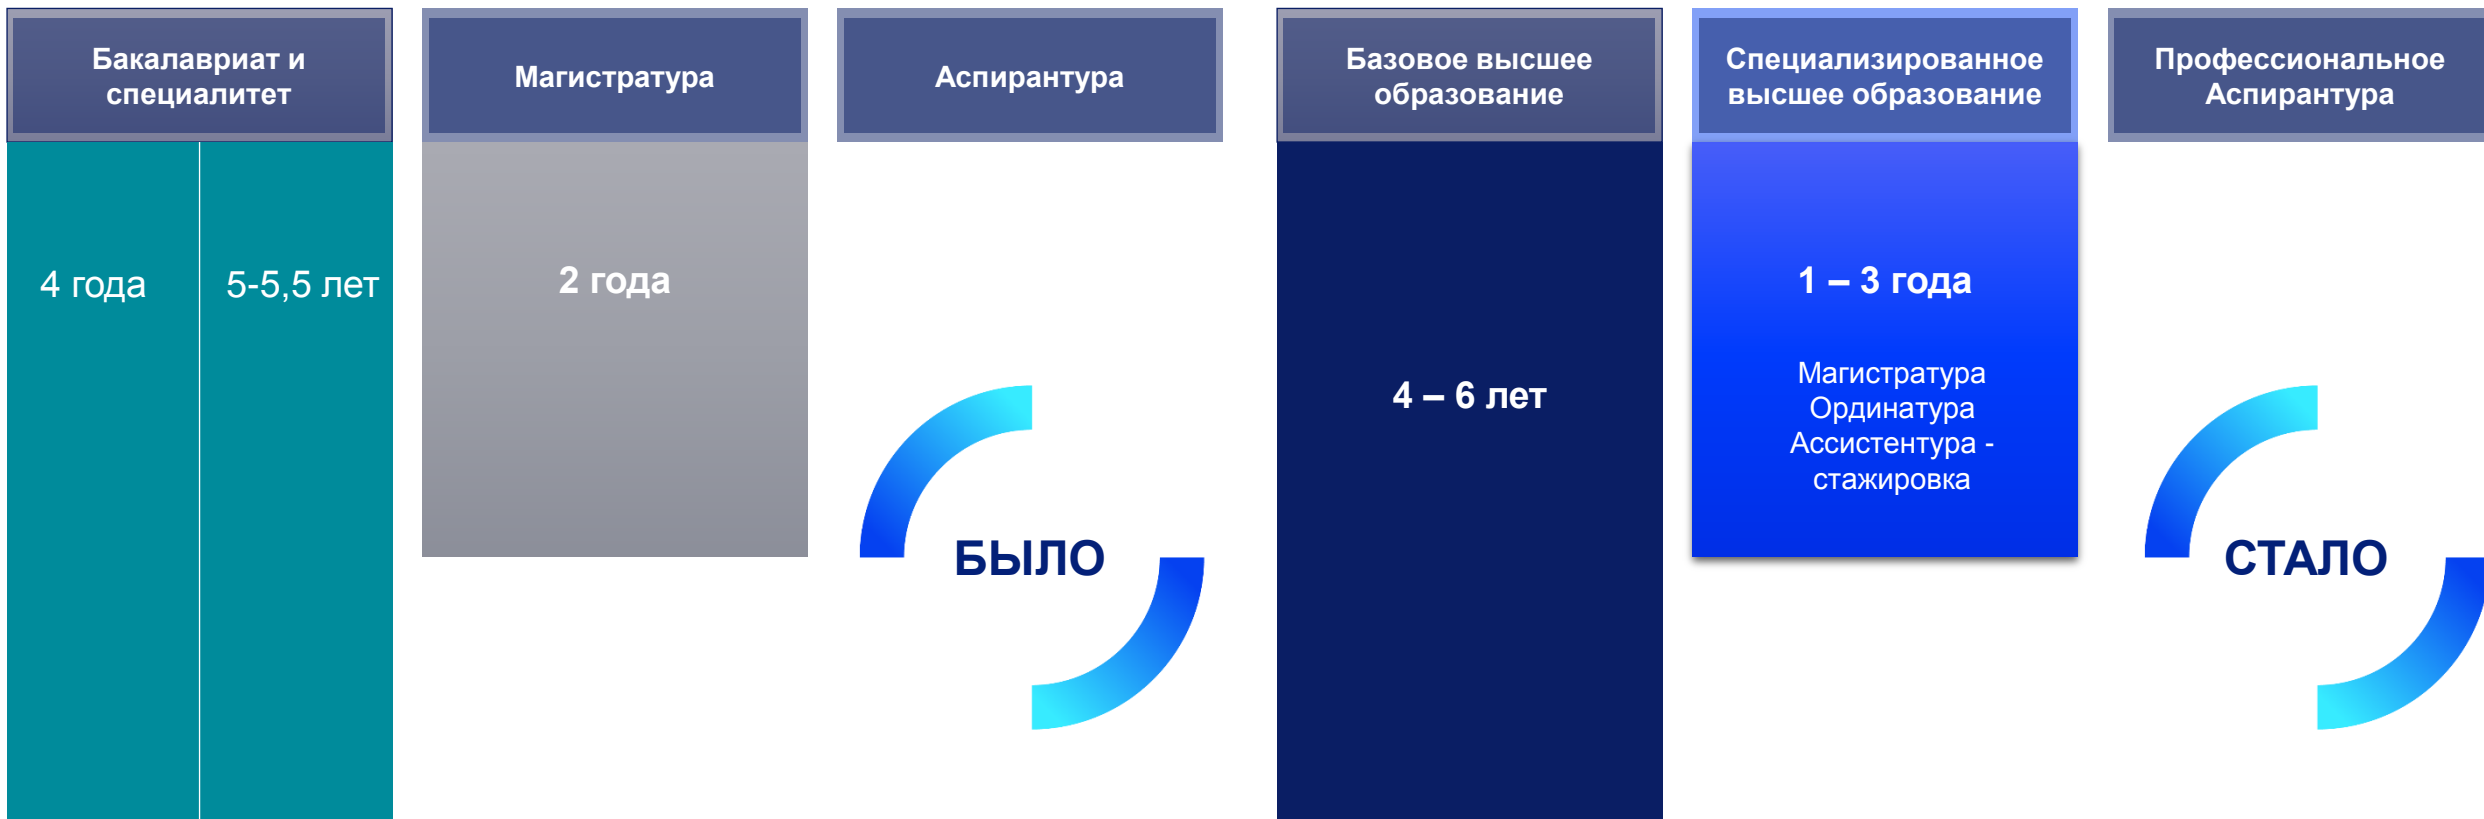 Бакалавриат и
специалитет
Магистратура
Аспирантура
Базовое высшее
образование
Специализированное
высшее образование
Профессиональное
Аспирантура
4 года
5-5,5 лет
2 года
БЫЛО
4 – 6 лет
1 – 3 года
Магистратура
Ординатура
Ассистентура -
стажировка
СТАЛО